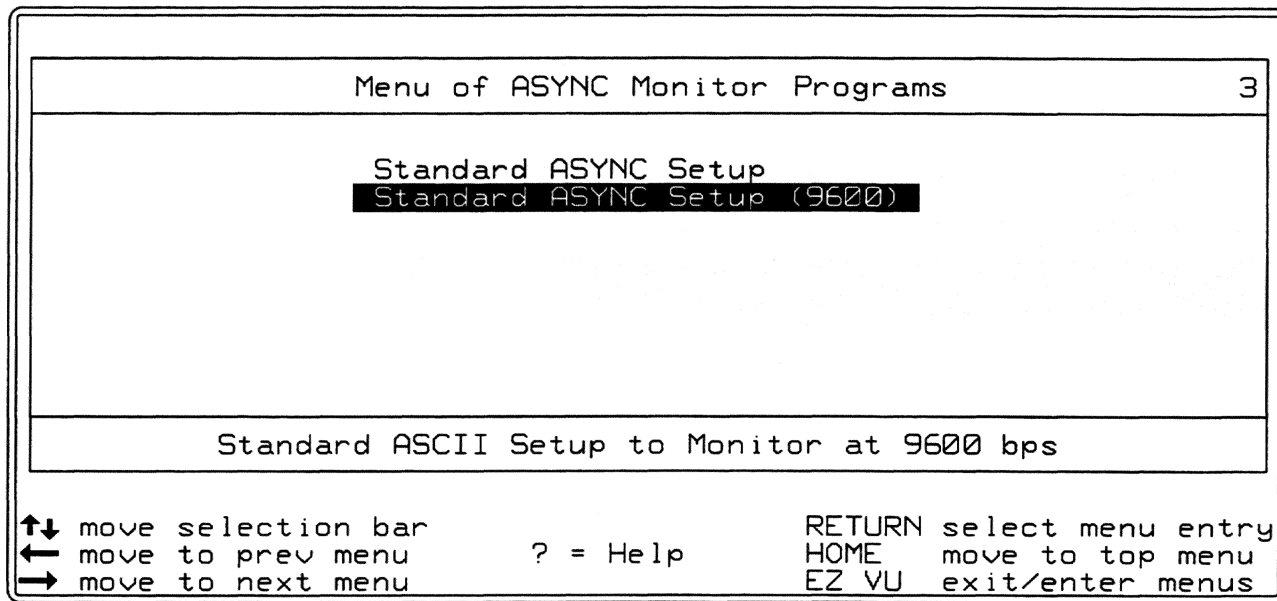 Menu of ASYNC Monitor Programs 3
Standard ASYNC Setup
Standard ASYNC Setup (9600)
Standard ASCII Setup to Monitor at 9600 bps
↑↓ move selection bar RETURN select menu entry
← move to prev menu ? = Help HOME move to top menu
→ move to next menu EZ VU exit/enter menus